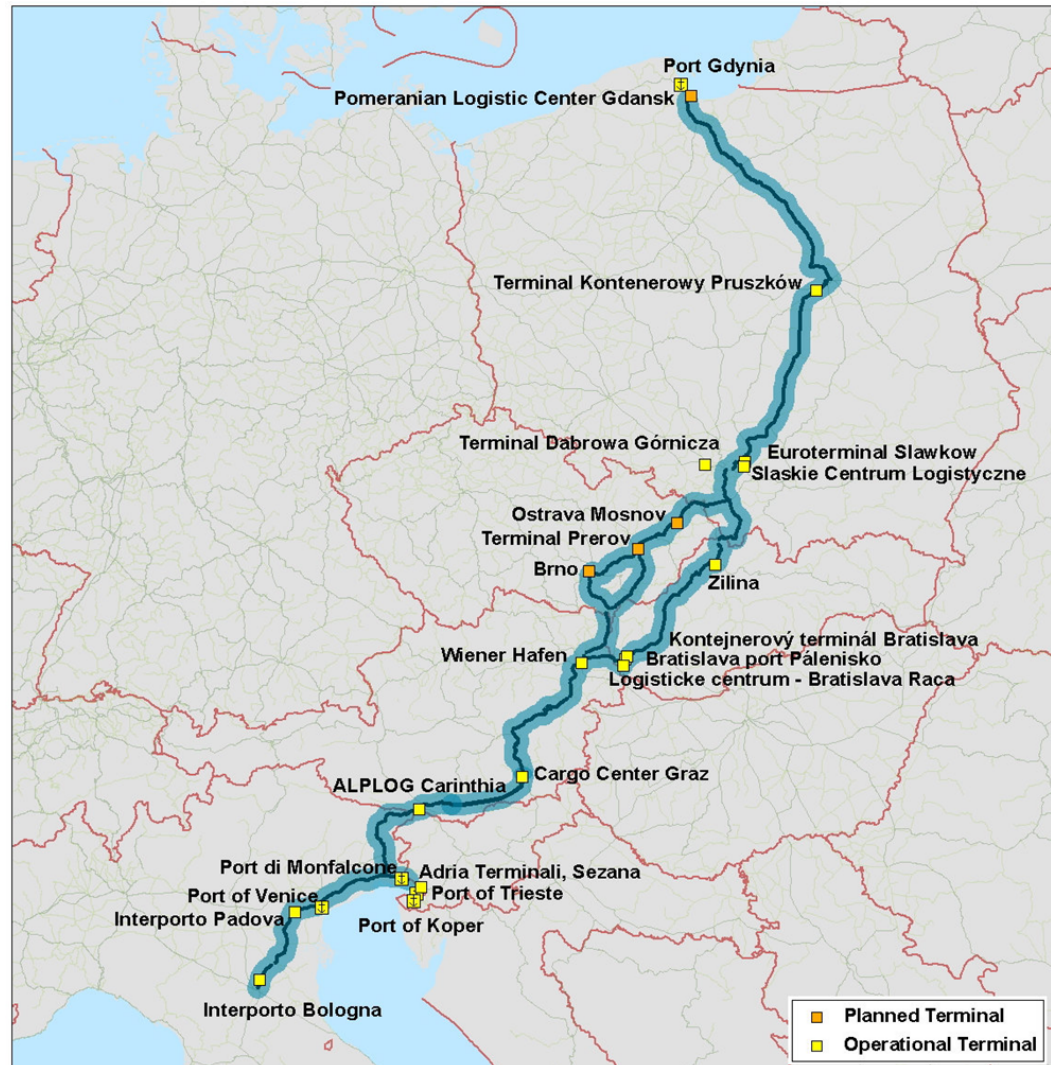 Port Gdynia
Pomeranian Logistic Center Gdansk
Terminal Kontenerowy Pruszków
Terminal Dabrowa Górnicza
Euroterminal Slawkow
Slaskie Centrum Logistyczne
Ostrava Mosnov
Terminal Prerov
Brno
Zilina
Kontejnerový terminál Bratislava
Wiener Hafen
Bratislava port Pálenisko
Logisticke centrum - Bratislava Raca
Cargo Center Graz
ALPLOG Carinthia
Port di Monfalcone
Adria Terminali, Sezana
Port of Venice
Port of Trieste
Interporto Padova
Port of Koper
Interporto Bologna
Planned Terminal
Operational Terminal